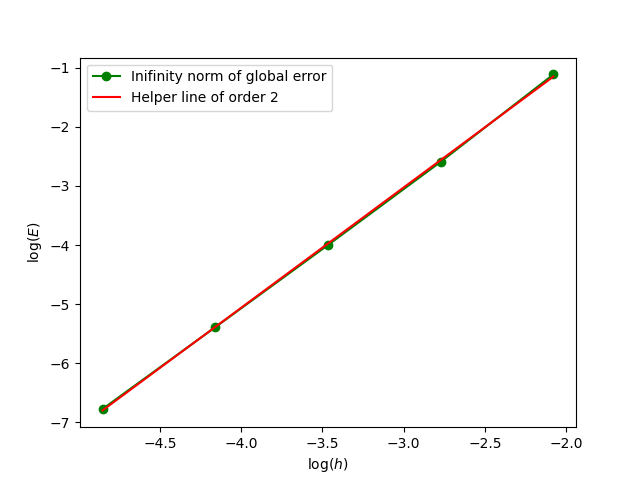 Inifinity norm of global error
Helper line of order 2
−1
−2
−3
−4
−5
−6
−7
log(E)
−4.5 −4.0 −3.5 −3.0 −2.5 −2.0
log(h)